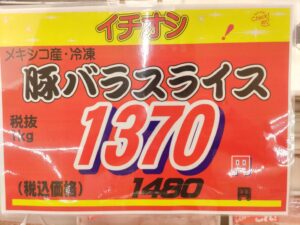 イチオシ
check!
メキシコ産・冷凍
豚バラスライス
税抜
1kg
1370
(税込価格) 1480 円